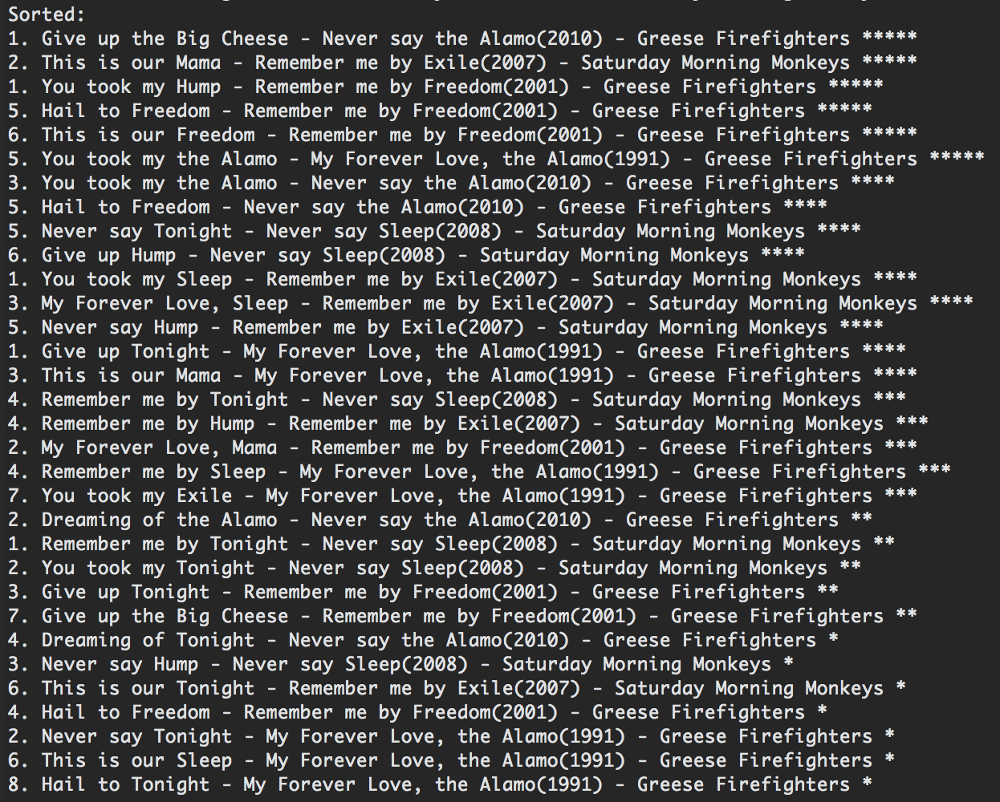 Sorted:
1. Give up the Big Cheese - Never say the Alamo(2010) - Greese Firefighters *****
2. This is our Mama - Remember me by Exile(2007) - Saturday Morning Monkeys *****
1. You took my Hump - Remember me by Freedom(2001) - Greese Firefighters *****
5. Hail to Freedom - Remember me by Freedom(2001) - Greese Firefighters *****
6. This is our Freedom - Remember me by Freedom(2001) - Greese Firefighters *****
5. You took my the Alamo - My Forever Love, the Alamo(1991) - Greese Firefighters *****
3. You took my the Alamo - Never say the Alamo(2010) - Greese Firefighters ****
5. Hail to Freedom - Never say the Alamo(2010) - Greese Firefighters ****
5. Never say Tonight - Never say Sleep(2008) - Saturday Morning Monkeys ****
6. Give up Hump - Never say Sleep(2008) - Saturday Morning Monkeys ****
1. You took my Sleep - Remember me by Exile(2007) - Saturday Morning Monkeys ****
3. My Forever Love, Sleep - Remember me by Exile(2007) - Saturday Morning Monkeys ****
5. Never say Hump - Remember me by Exile(2007) - Saturday Morning Monkeys ****
1. Give up Tonight - My Forever Love, the Alamo(1991) - Greese Firefighters ****
3. This is our Mama - My Forever Love, the Alamo(1991) - Greese Firefighters ****
4. Remember me by Tonight - Never say Sleep(2008) - Saturday Morning Monkeys ***
4. Remember me by Hump - Remember me by Exile(2007) - Saturday Morning Monkeys ***
2. My Forever Love, Mama - Remember me by Freedom(2001) - Greese Firefighters ***
4. Remember me by Sleep - My Forever Love, the Alamo(1991) - Greese Firefighters ***
7. You took my Exile - My Forever Love, the Alamo(1991) - Greese Firefighters ***
2. Dreaming of the Alamo - Never say the Alamo(2010) - Greese Firefighters **
1. Remember me by Tonight - Never say Sleep(2008) - Saturday Morning Monkeys **
2. You took my Tonight - Never say Sleep(2008) - Saturday Morning Monkeys **
3. Give up Tonight - Remember me by Freedom(2001) - Greese Firefighters **
7. Give up the Big Cheese - Remember me by Freedom(2001) - Greese Firefighters **
4. Dreaming of Tonight - Never say the Alamo(2010) - Greese Firefighters *
3. Never say Hump - Never say Sleep(2008) - Saturday Morning Monkeys *
6. This is our Tonight - Remember me by Exile(2007) - Saturday Morning Monkeys *
4. Hail to Freedom - Remember me by Freedom(2001) - Greese Firefighters *
2. Never say Tonight - My Forever Love, the Alamo(1991) - Greese Firefighters *
6. This is our Sleep - My Forever Love, the Alamo(1991) - Greese Firefighters *
8. Hail to Tonight - My Forever Love, the Alamo(1991) - Greese Firefighters *